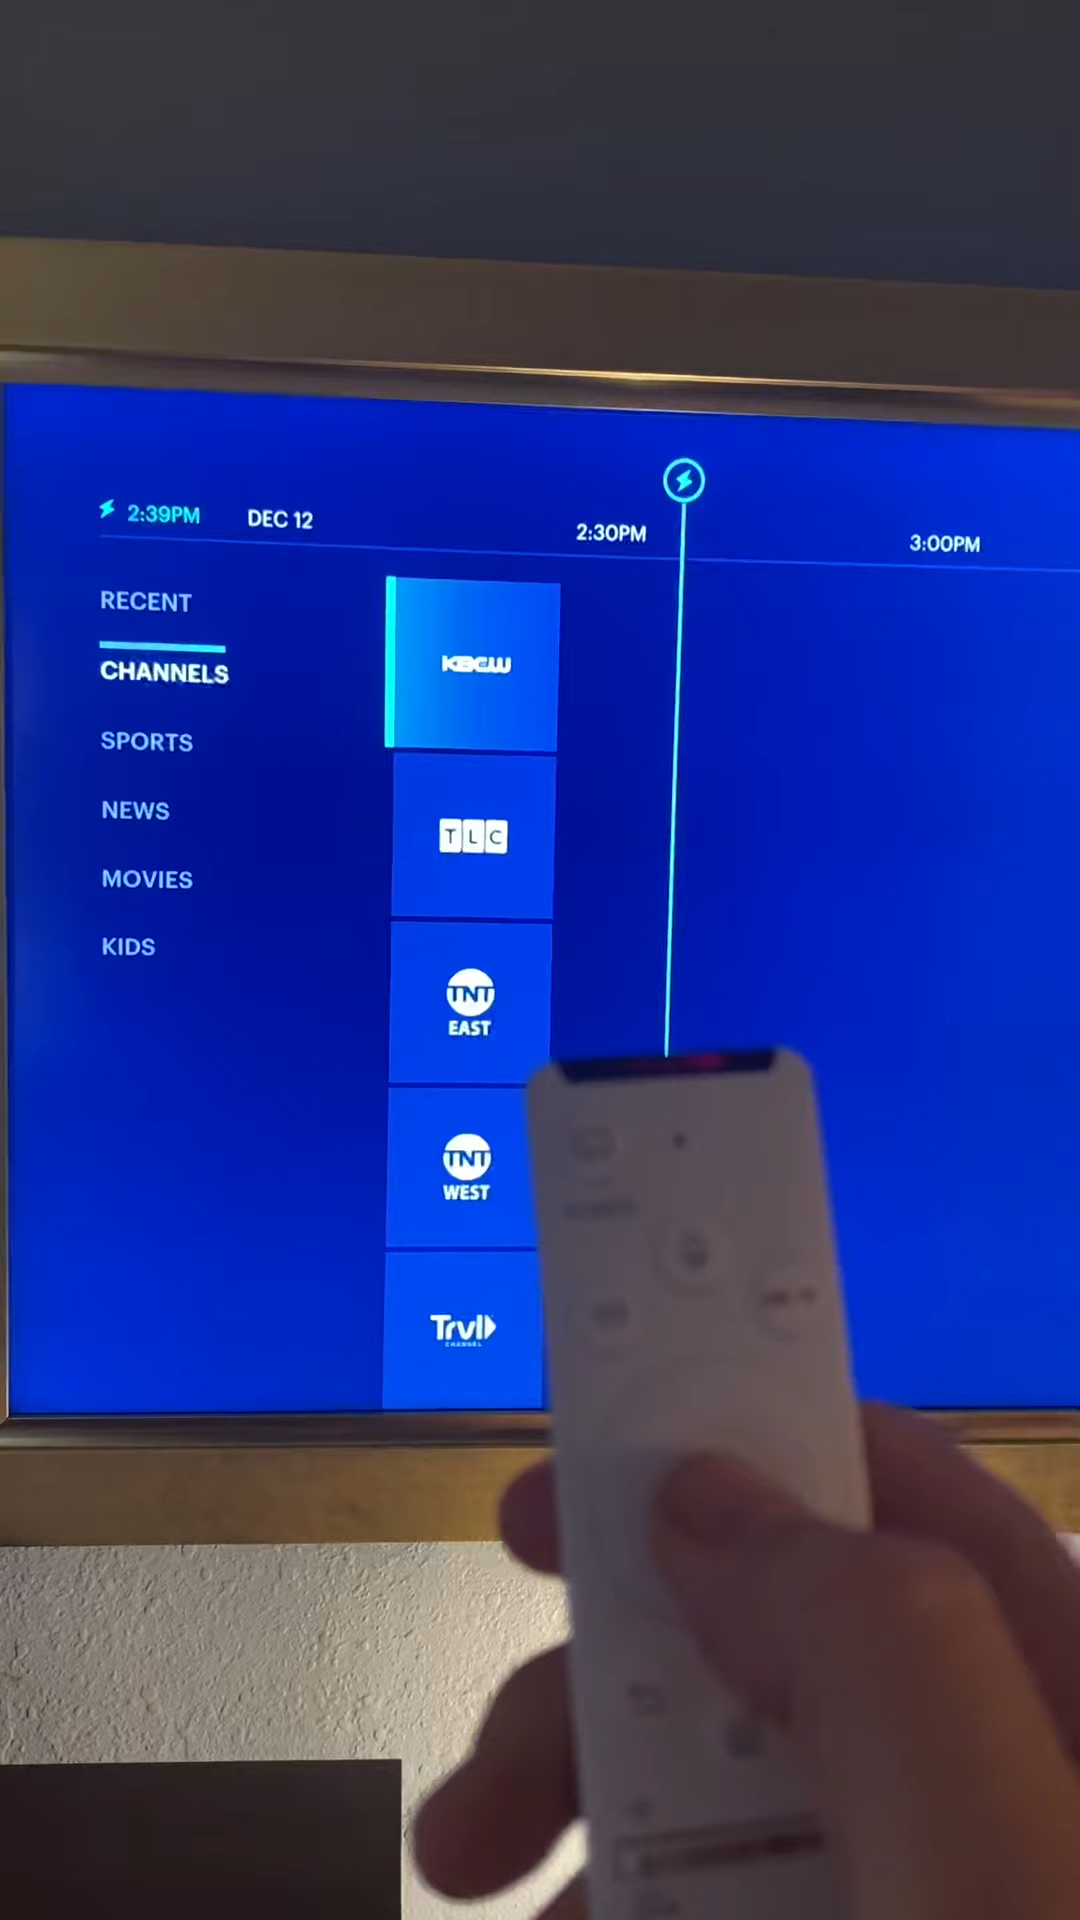 2:39PM DEC 12
2:30PM
3:00PM
RECENT
CHANNELS
SPORTS
NEWS
MOVIES
KIDS
KBCW
TLC
TNT
EAST
TNT
WEST
Trvl
CHANNEL